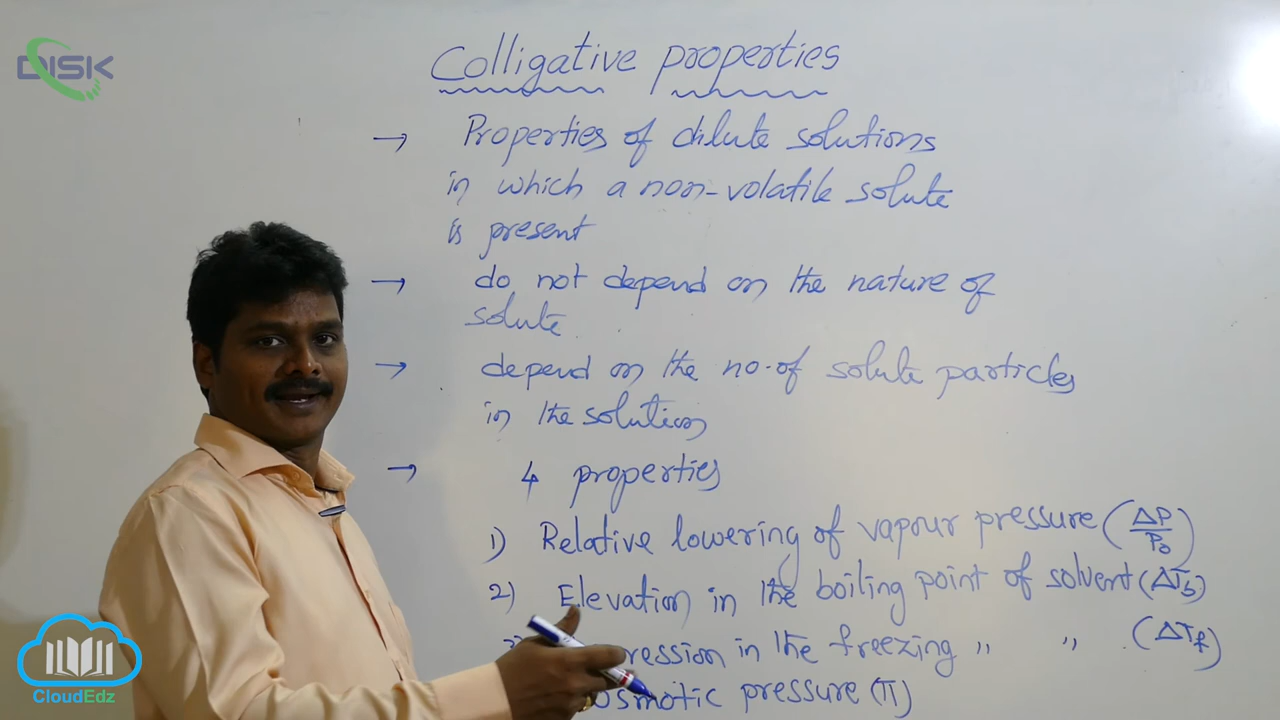 DISK
Colligative properties
→ Properties of dilute solutions
in which a non-volatile solute
is present
→ do not depend on the nature of
solute.
→ depend on the no. of solute particles
in the solution
→ 4 properties
1) Relative lowering of vapour pressure (ΔP/P₀)
2) Elevation in the boiling point of solvent (ΔTb)
ression in the freezing " " (ΔTf)
osmotic pressure (π)
CloudEdz